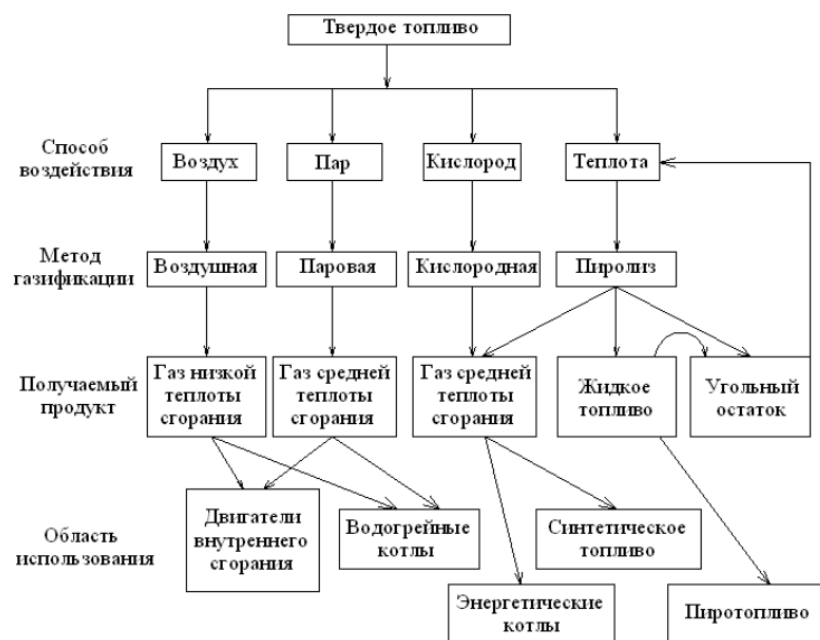 Твердое топливо
Способ
воздействия
Воздух
Пар
Кислород
Теплота
Метод
газификации
Воздушная
Паровая
Кислородная
Пиролиз
Получаемый
продукт
Газ низкой
теплоты
сгорания
Газ средней
теплоты
сгорания
Газ средней
теплоты
сгорания
Жидкое
топливо
Угольный
остаток
Область
использования
Двигатели
внутреннего
сгорания
Водогрейные
котлы
Синтетическое
топливо
Энергетические
котлы
Пиротопливо